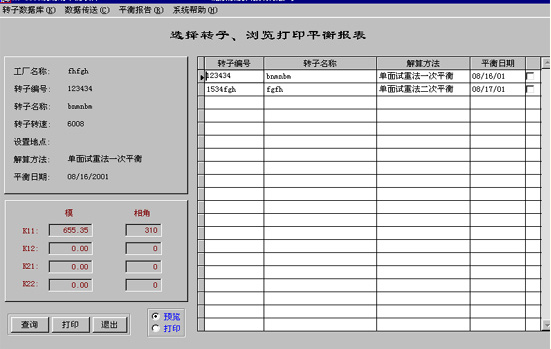 转子数据库(K) 数据传送(C) 平衡报告(B) 系统帮助(H)
选择转子、浏览打印平衡报表
工厂名称: fhfgh
转子编号: 123434
转子名称: bnmnbm
转子转速: 6008
设置地点:
解算方法: 单面试重法一次平衡
平衡日期: 08/16/2001
模 相角
K11: 655.35 310
K12: 0.00 0
K21: 0.00 0
K22: 0.00 0
查询 打印 退出
预览
打印
转子编号 转子名称 解算方法 平衡日期
123434 bnmnbm 单面试重法一次平衡 08/16/01
1534fgh fgfh 单面试重法二次平衡 08/17/01